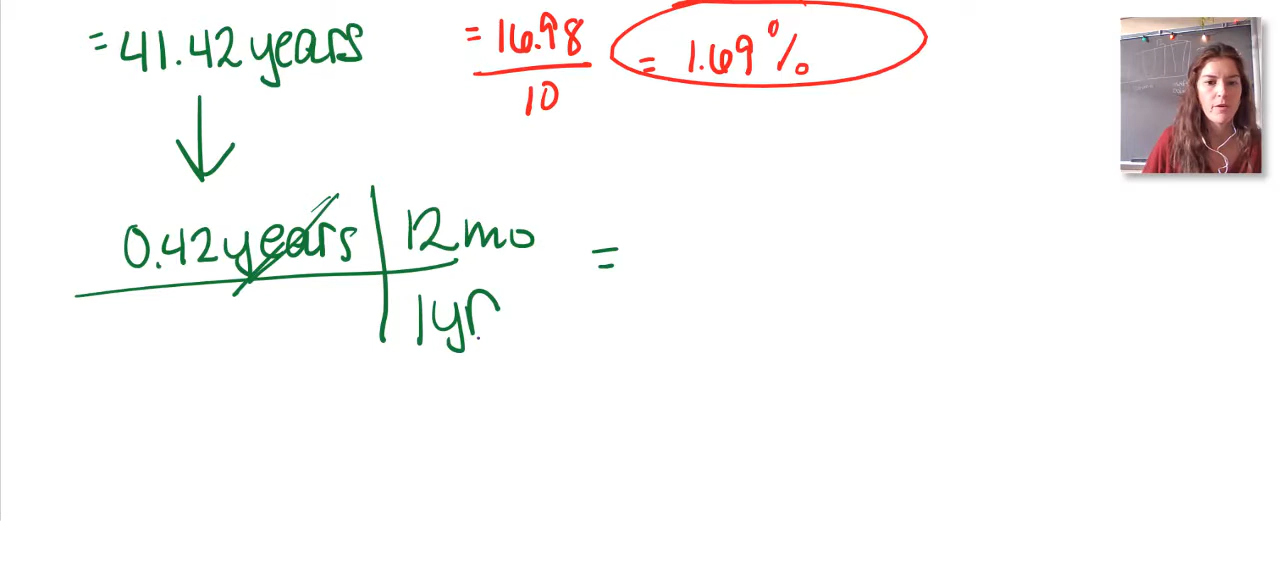 = 41.42 years
= 16.98
10
= 1.69 %
0.42 years 12 mo =
1 yr